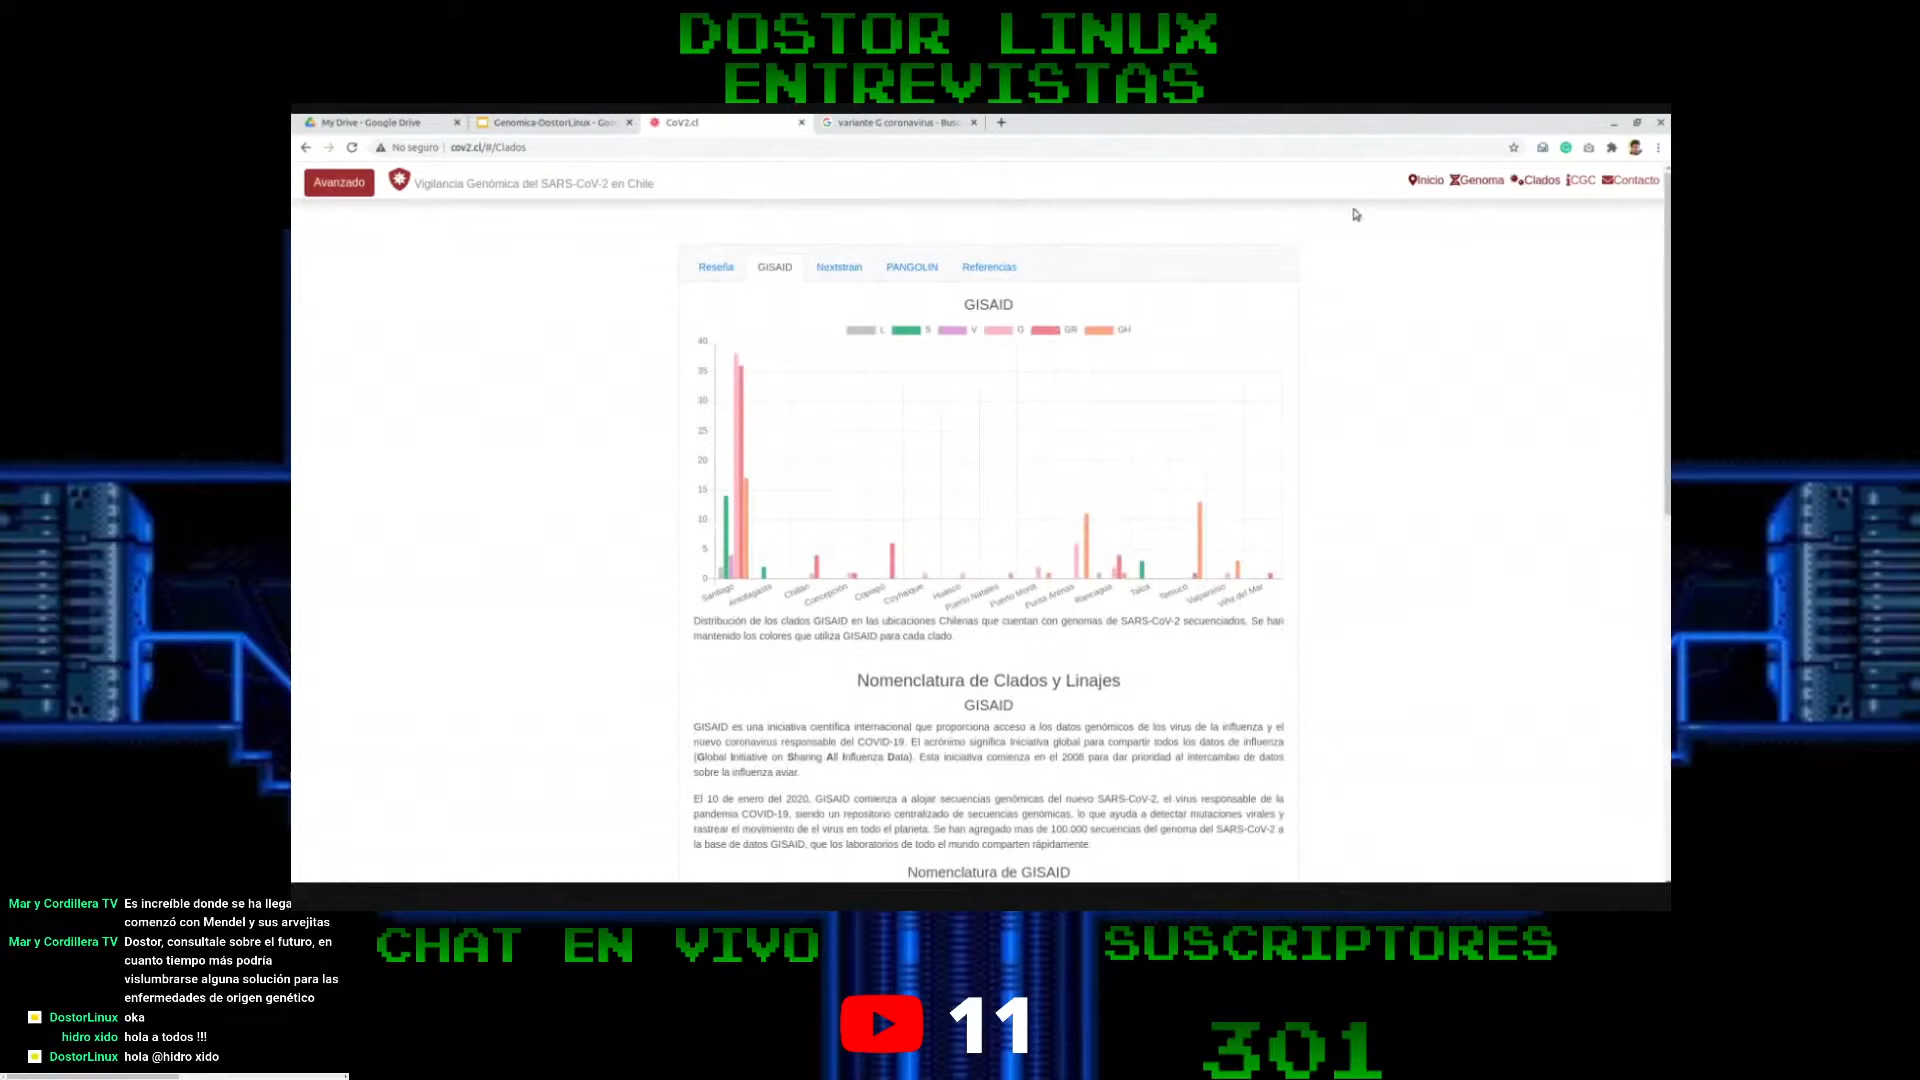 DOSTOR LINUX
ENTREVISTAS
My Drive - Google Drive
Genomica-DostorLinux - Goo
CoV2.cl
variante G coronavirus - Bus
No seguro
cov2.cl/#/Clados
Avanzado
Vigilancia Genómica del SARS-CoV-2 en Chile
Inicio Genoma Clados CGC Contacto
Reseña GISAID Nextstrain PANGOLIN Referencias
GISAID
L S V G GR GH
40
35
30
25
20
15
10
5
0
Santiago Antofagasta Chillán Concepción Copiapó Coyhaique Huasco Puerto Natales Puerto Montt Punta Arenas Rancagua Talca Temuco Valparaíso Viña del Mar
Distribución de los clados GISAID en las ubicaciones Chilenas que cuentan con genomas de SARS-CoV-2 secuenciados. Se han
mantenido los colores que utiliza GISAID para cada clado.
Nomenclatura de Clados y Linajes
GISAID
GISAID es una iniciativa científica internacional que proporciona acceso a los datos genómicos de los virus de la influenza y el
nuevo coronavirus responsable del COVID-19. El acrónimo significa Iniciativa global para compartir todos los datos de influenza
(Global Initiative on Sharing All Influenza Data). Esta iniciativa comienza en el 2008 para dar prioridad al intercambio de datos
sobre la influenza aviar.
El 10 de enero del 2020, GISAID comienza a alojar secuencias genómicas del nuevo SARS-CoV-2, el virus responsable de la
pandemia COVID-19, siendo un repositorio centralizado de secuencias genómicas, lo que ayuda a detectar mutaciones virales y
rastrear el movimiento de el virus en todo el planeta. Se han agregado mas de 100.000 secuencias del genoma del SARS-CoV-2 a
la base de datos GISAID, que los laboratorios de todo el mundo comparten rápidamente.
Nomenclatura de GISAID
Mar y Cordillera TV Es increíble donde se ha llega
comenzó con Mendel y sus arvejitas
Mar y Cordillera TV Dostor, consultale sobre el futuro, en
cuanto tiempo más podría
vislumbrarse alguna solución para las
enfermedades de origen genético
DostorLinux oka
hidro xido hola a todos !!!
DostorLinux hola @hidro xido
CHAT EN VIVO
SUSCRIPTORES
11
301